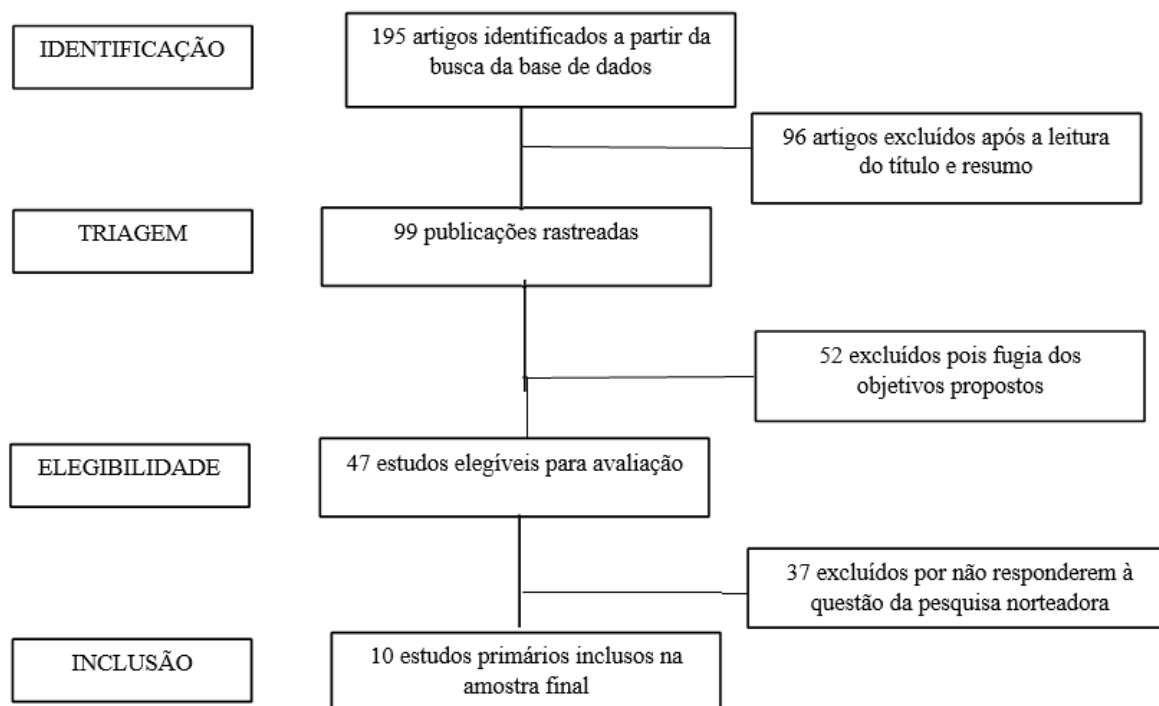 IDENTIFICAÇÃO
195 artigos identificados a partir da
busca da base de dados
96 artigos excluídos após a leitura
do título e resumo
TRIAGEM
99 publicações rastreadas
52 excluídos pois fugia dos
objetivos propostos
ELEGIBILIDADE
47 estudos elegíveis para avaliação
37 excluídos por não responderem à
questão da pesquisa norteadora
INCLUSÃO
10 estudos primários inclusos na
amostra final